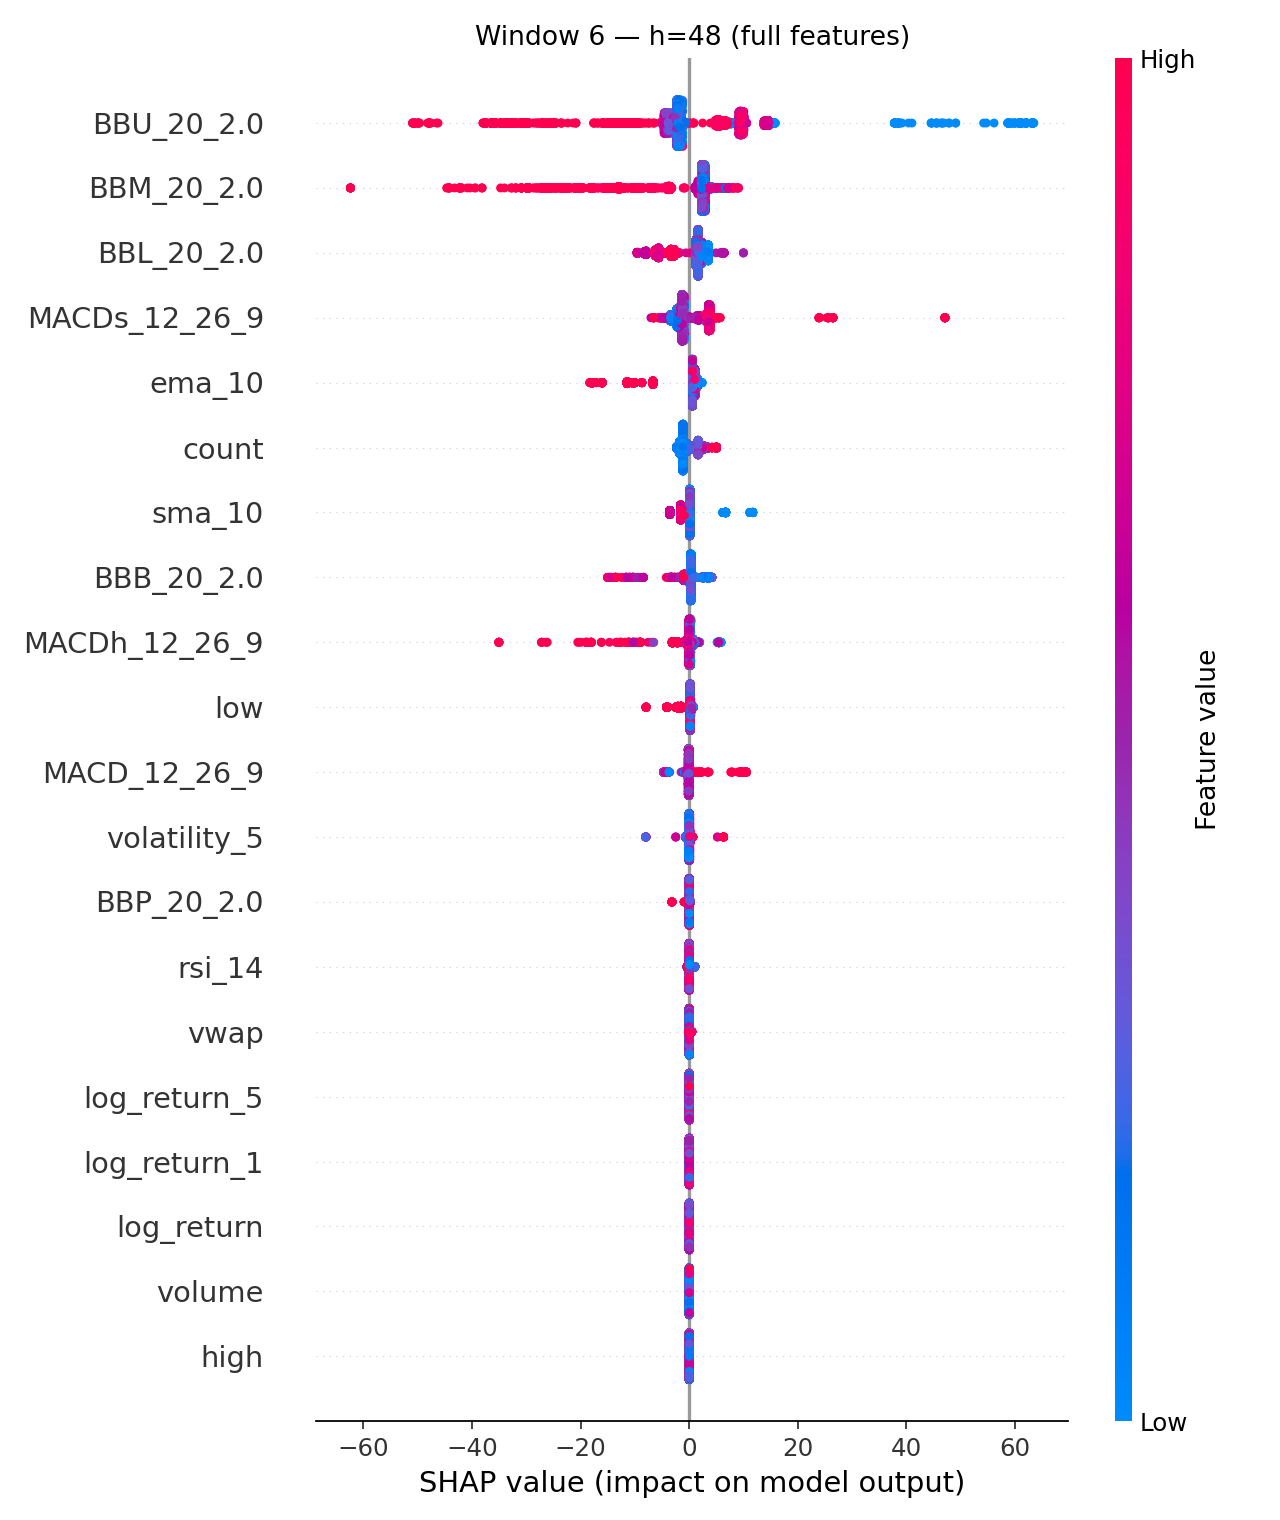 Window 6 — h=48 (full features)
High
BBU_20_2.0
BBM_20_2.0
BBL_20_2.0
MACDs_12_26_9
ema_10
count
sma_10
BBB_20_2.0
MACDh_12_26_9
low
MACD_12_26_9
volatility_5
BBP_20_2.0
rsi_14
vwap
log_return_5
log_return_1
log_return
volume
high
Feature value
Low
−60 −40 −20 0 20 40 60
SHAP value (impact on model output)